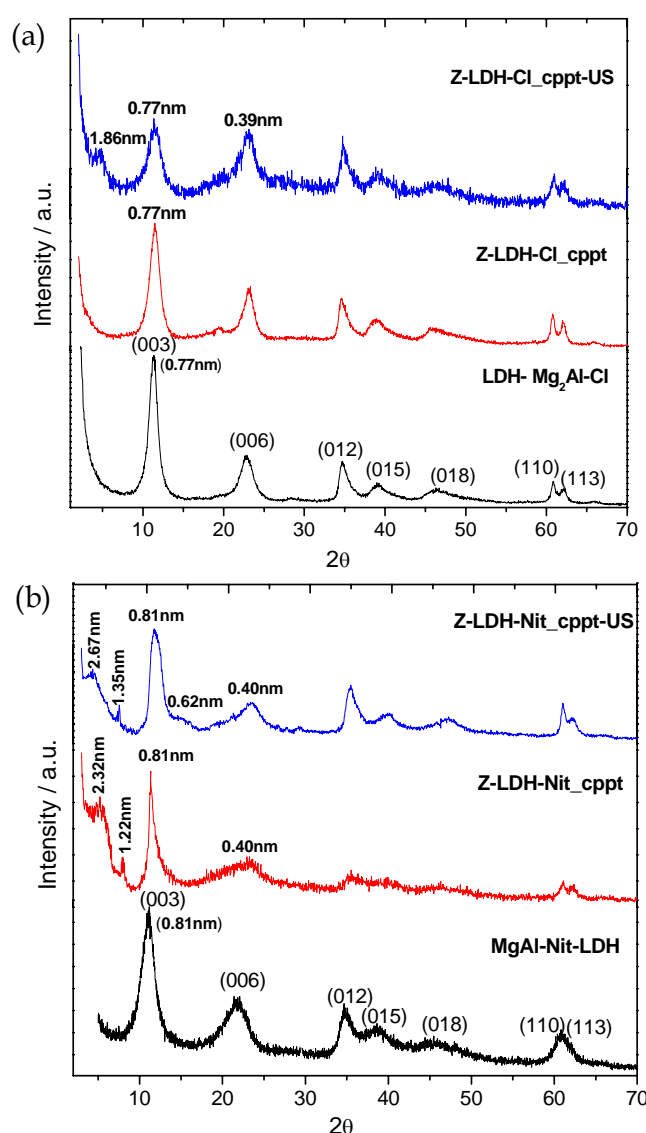 (a)
Z-LDH-Cl_cppt-US
0.77nm
0.39nm
1.86nm
0.77nm
Z-LDH-Cl_cppt
(003)
(0.77nm)
LDH- Mg₂Al-Cl
(006)
(012)
(015)
(018)
(110)
(113)
Intensity / a.u.
10 20 30 40 50 60 70
2θ
(b)
0.81nm
Z-LDH-Nit_cppt-US
2.67nm
1.35nm
0.62nm
0.40nm
0.81nm
Z-LDH-Nit_cppt
2.32nm
1.22nm
0.40nm
(003)
(0.81nm)
MgAl-Nit-LDH
(006)
(012)
(015)
(018)
(110)
(113)
Intensity / a.u.
10 20 30 40 50 60 70
2θ